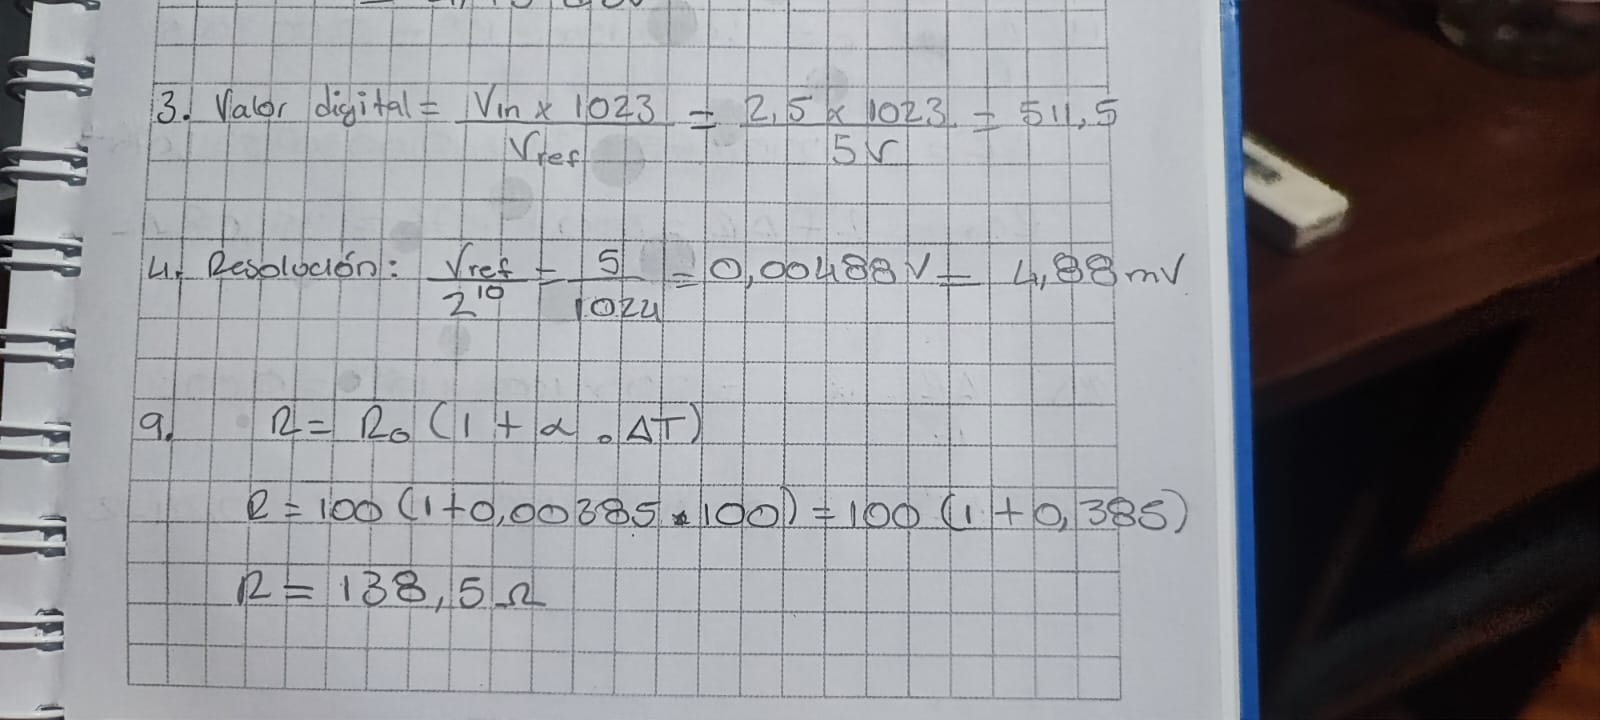 3. Valor digital = Vin x 1023 / Vref = 2,5 x 1023 / 5V = 511,5
4. Resolución: Vref / 2^10 = 5 / 1024 = 0,00488 V = 4,88 mV
9. R = R₀ (1 + α . ΔT)
R = 100 (1+0,00385 * 100) = 100 (1 + 0,385)
R = 138,5 Ω